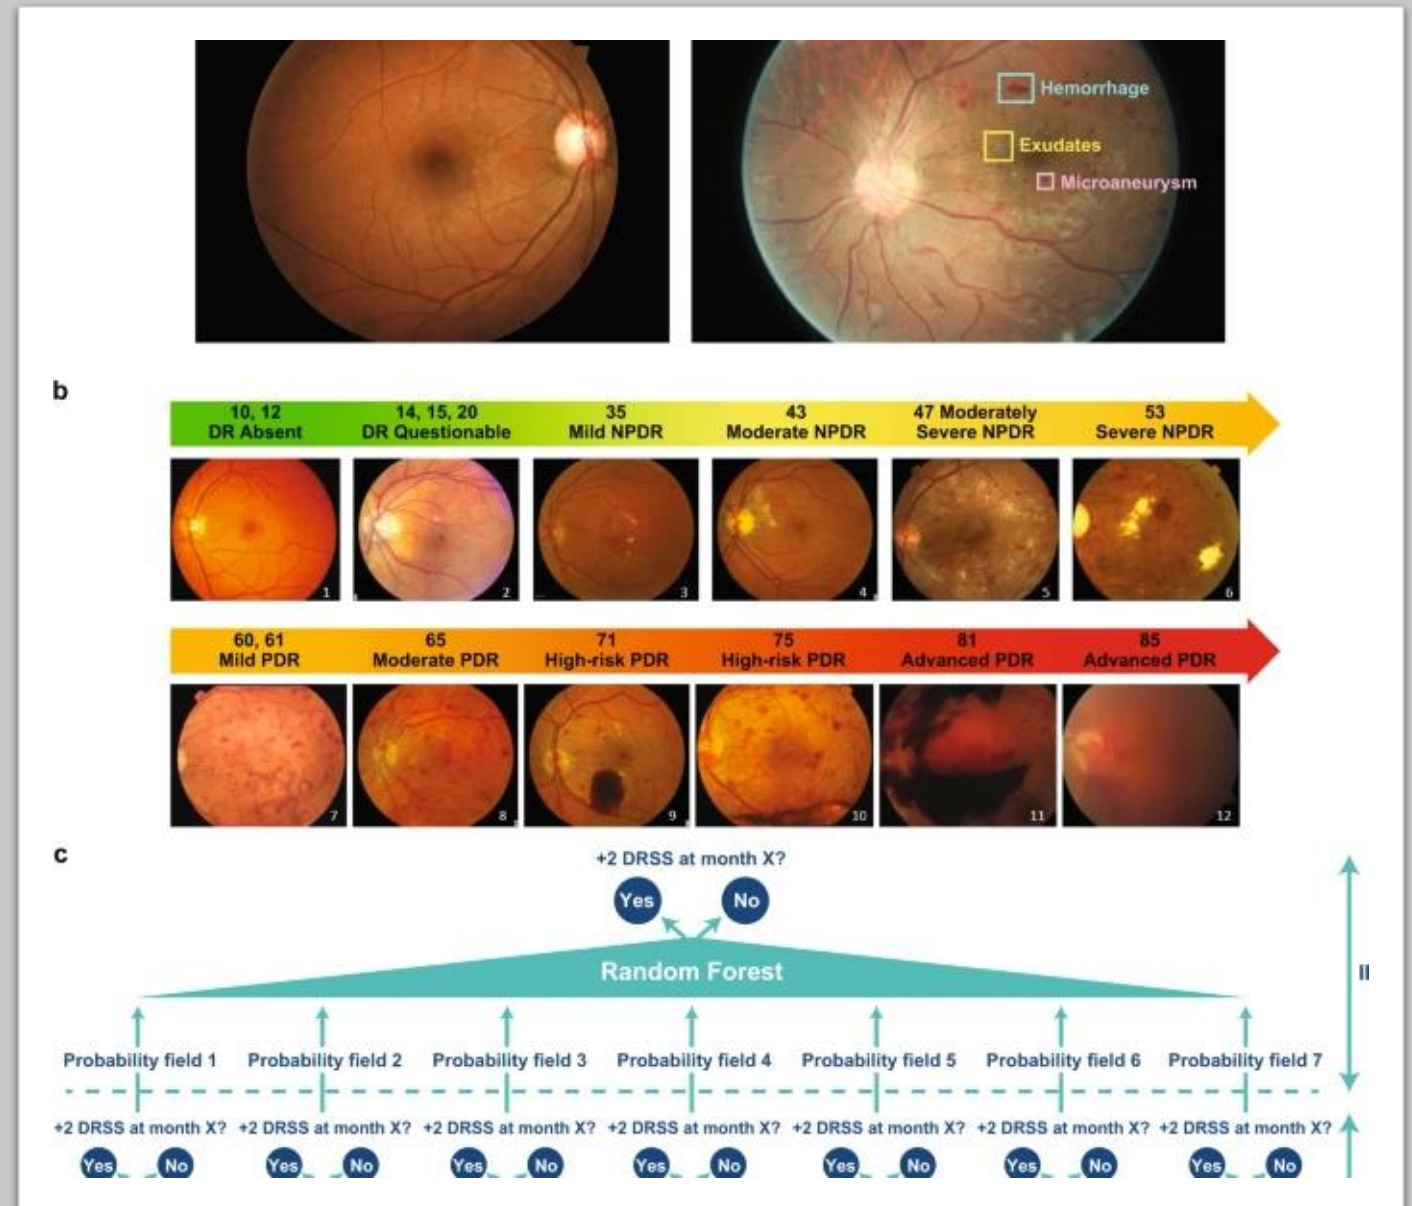 Hemorrhage
Exudates
Microaneurysm
b
10, 12
DR Absent
14, 15, 20
DR Questionable
35
Mild NPDR
43
Moderate NPDR
47 Moderately
Severe NPDR
53
Severe NPDR
1
2
3
4
5
6
60, 61
Mild PDR
65
Moderate PDR
71
High-risk PDR
75
High-risk PDR
81
Advanced PDR
85
Advanced PDR
7
8
9
10
11
12
c
+2 DRSS at month X?
Yes
No
Random Forest
II
Probability field 1
Probability field 2
Probability field 3
Probability field 4
Probability field 5
Probability field 6
Probability field 7
+2 DRSS at month X?
+2 DRSS at month X?
+2 DRSS at month X?
+2 DRSS at month X?
+2 DRSS at month X?
+2 DRSS at month X?
+2 DRSS at month X?
Yes
No
Yes
No
Yes
No
Yes
No
Yes
No
Yes
No
Yes
No